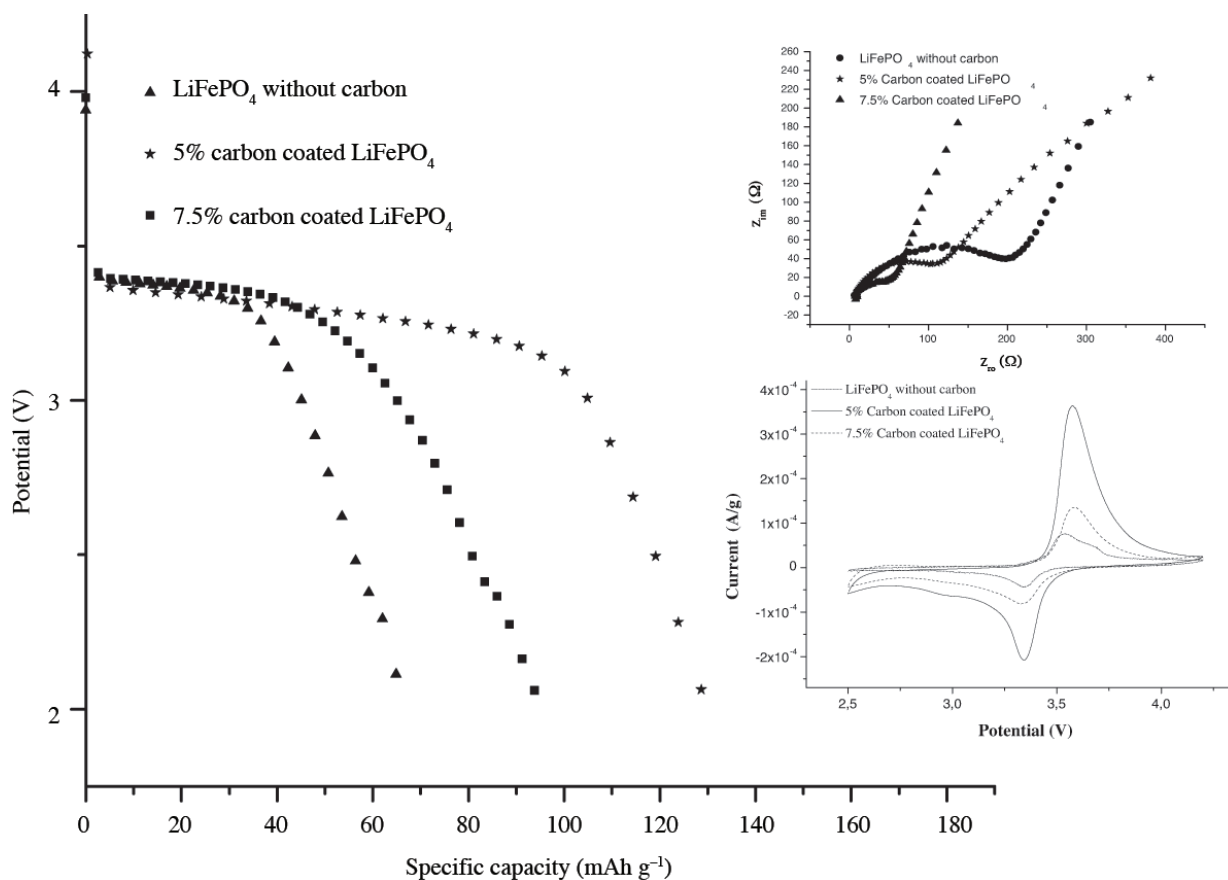 4
3
2
Potential (V)
0
20
40
60
80
100
120
140
160
180
Specific capacity (mAh g⁻¹)
LiFePO₄ without carbon
5% carbon coated LiFePO₄
7.5% carbon coated LiFePO₄
260
240
220
200
180
160
140
120
100
80
60
40
20
0
-20
Z_im (Ω)
LiFePO₄ without carbon
5% Carbon coated LiFePO₄
7.5% Carbon coated LiFePO₄
0
100
200
300
400
Z_re (Ω)
4x10⁻⁴
3x10⁻⁴
2x10⁻⁴
1x10⁻⁴
0
-1x10⁻⁴
-2x10⁻⁴
Current (A/g)
LiFePO₄ without carbon
5% Carbon coated LiFePO₄
7.5% Carbon coated LiFePO₄
2,5
3,0
3,5
4,0
Potential (V)